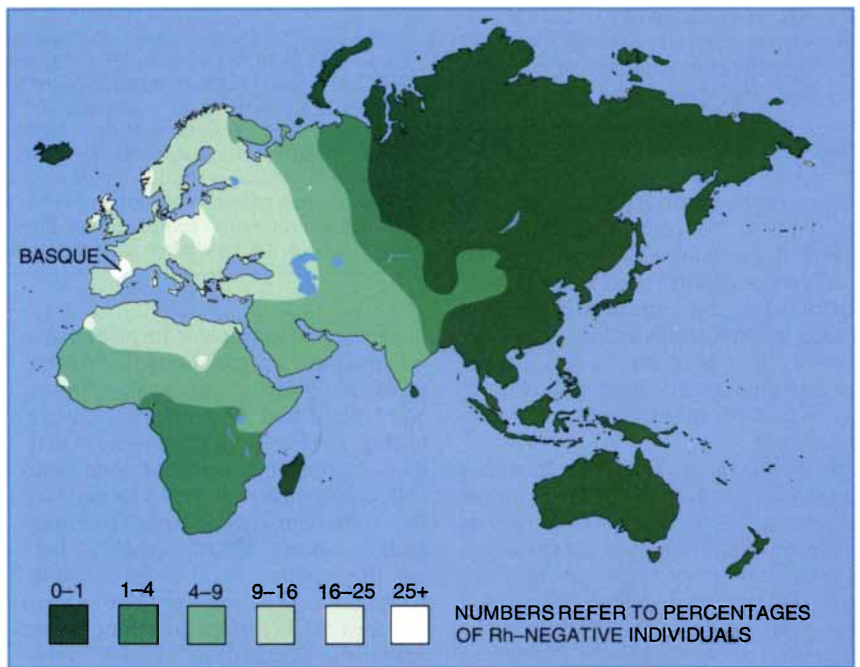 BASQUE
0–1 1–4 4–9 9–16 16–25 25+
NUMBERS REFER TO PERCENTAGES
OF Rh–NEGATIVE INDIVIDUALS